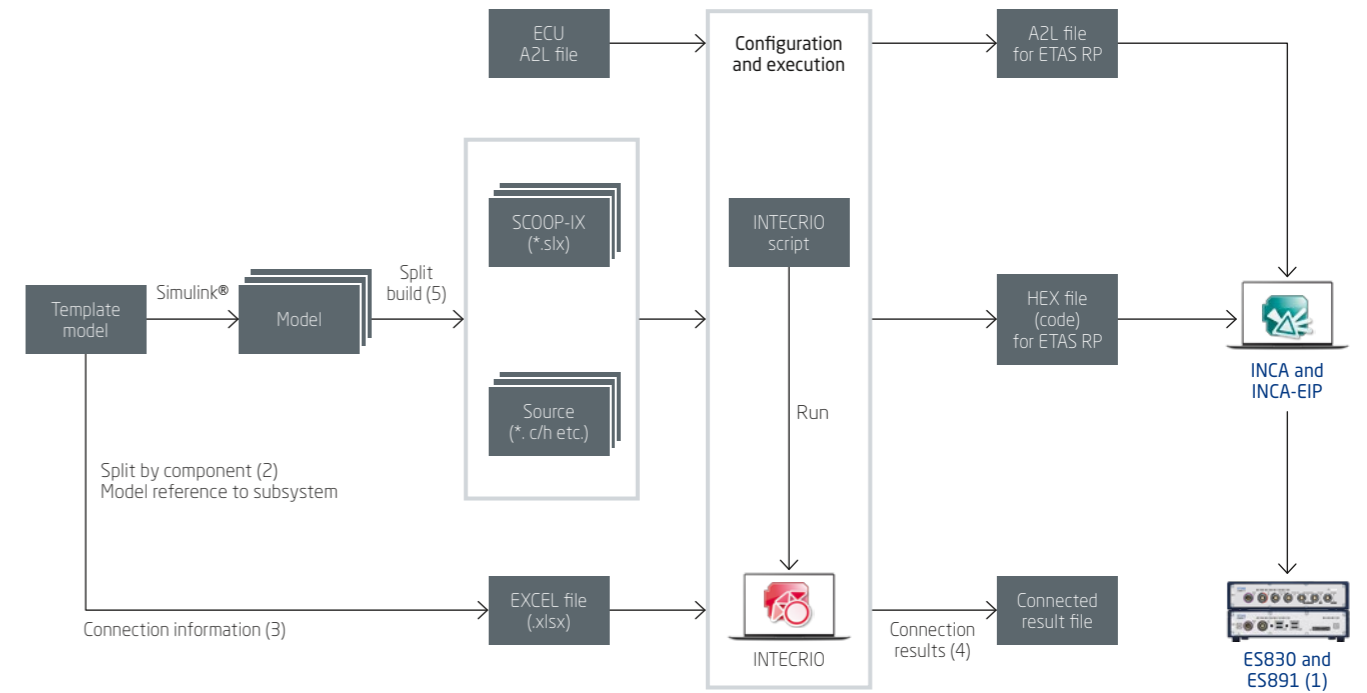 ECU
A2L file
Configuration
and execution
A2L file
for ETAS RP
SCOOP-IX
(*.slx)
INTECRIO
script
Template
model
Simulink®
Model
Split
build (5)
HEX file
(code)
for ETAS RP
INCA and
INCA-EIP
Source
(*. c/h etc.)
Run
Split by component (2)
Model reference to subsystem
EXCEL file
(.xlsx)
Connection information (3)
INTECRIO
Connection
results (4)
Connected
result file
ES830 and
ES891 (1)